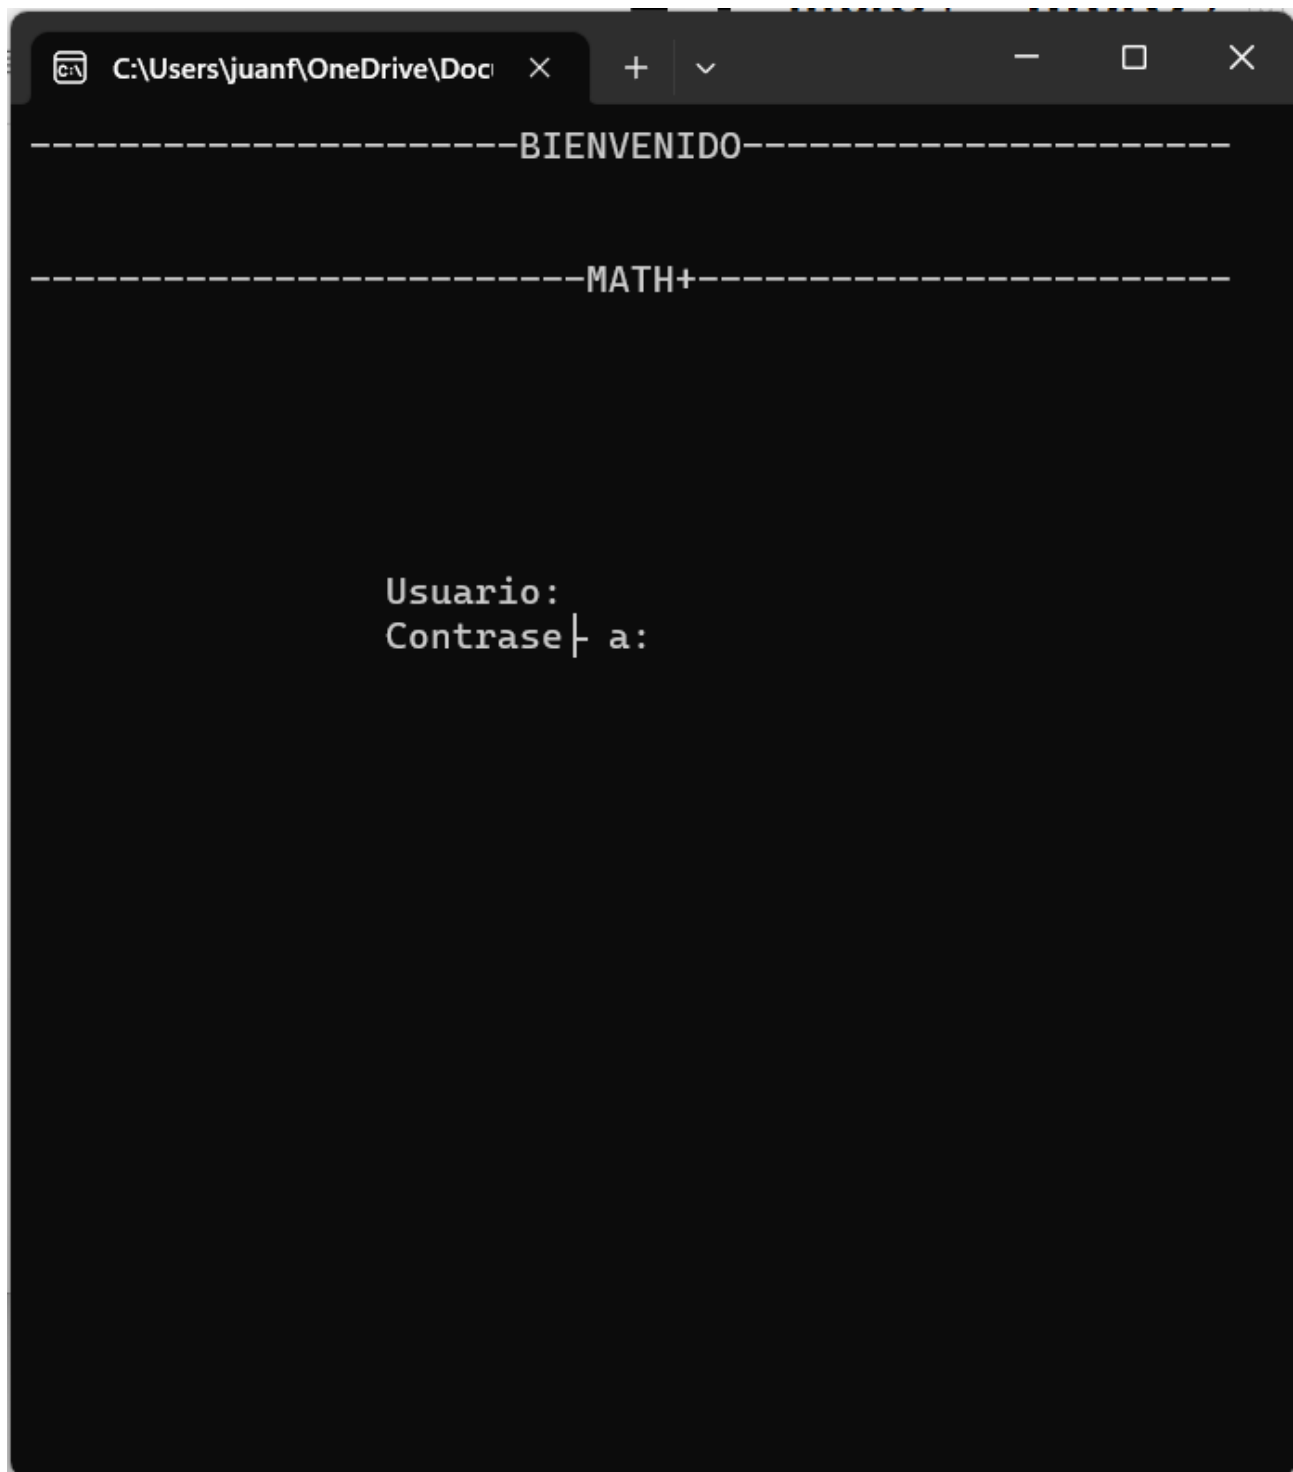 C:\Users\juanf\OneDrive\Doc
----------------------BIENVENIDO----------------------
-------------------------MATH+------------------------
Usuario:
Contrase├ a: